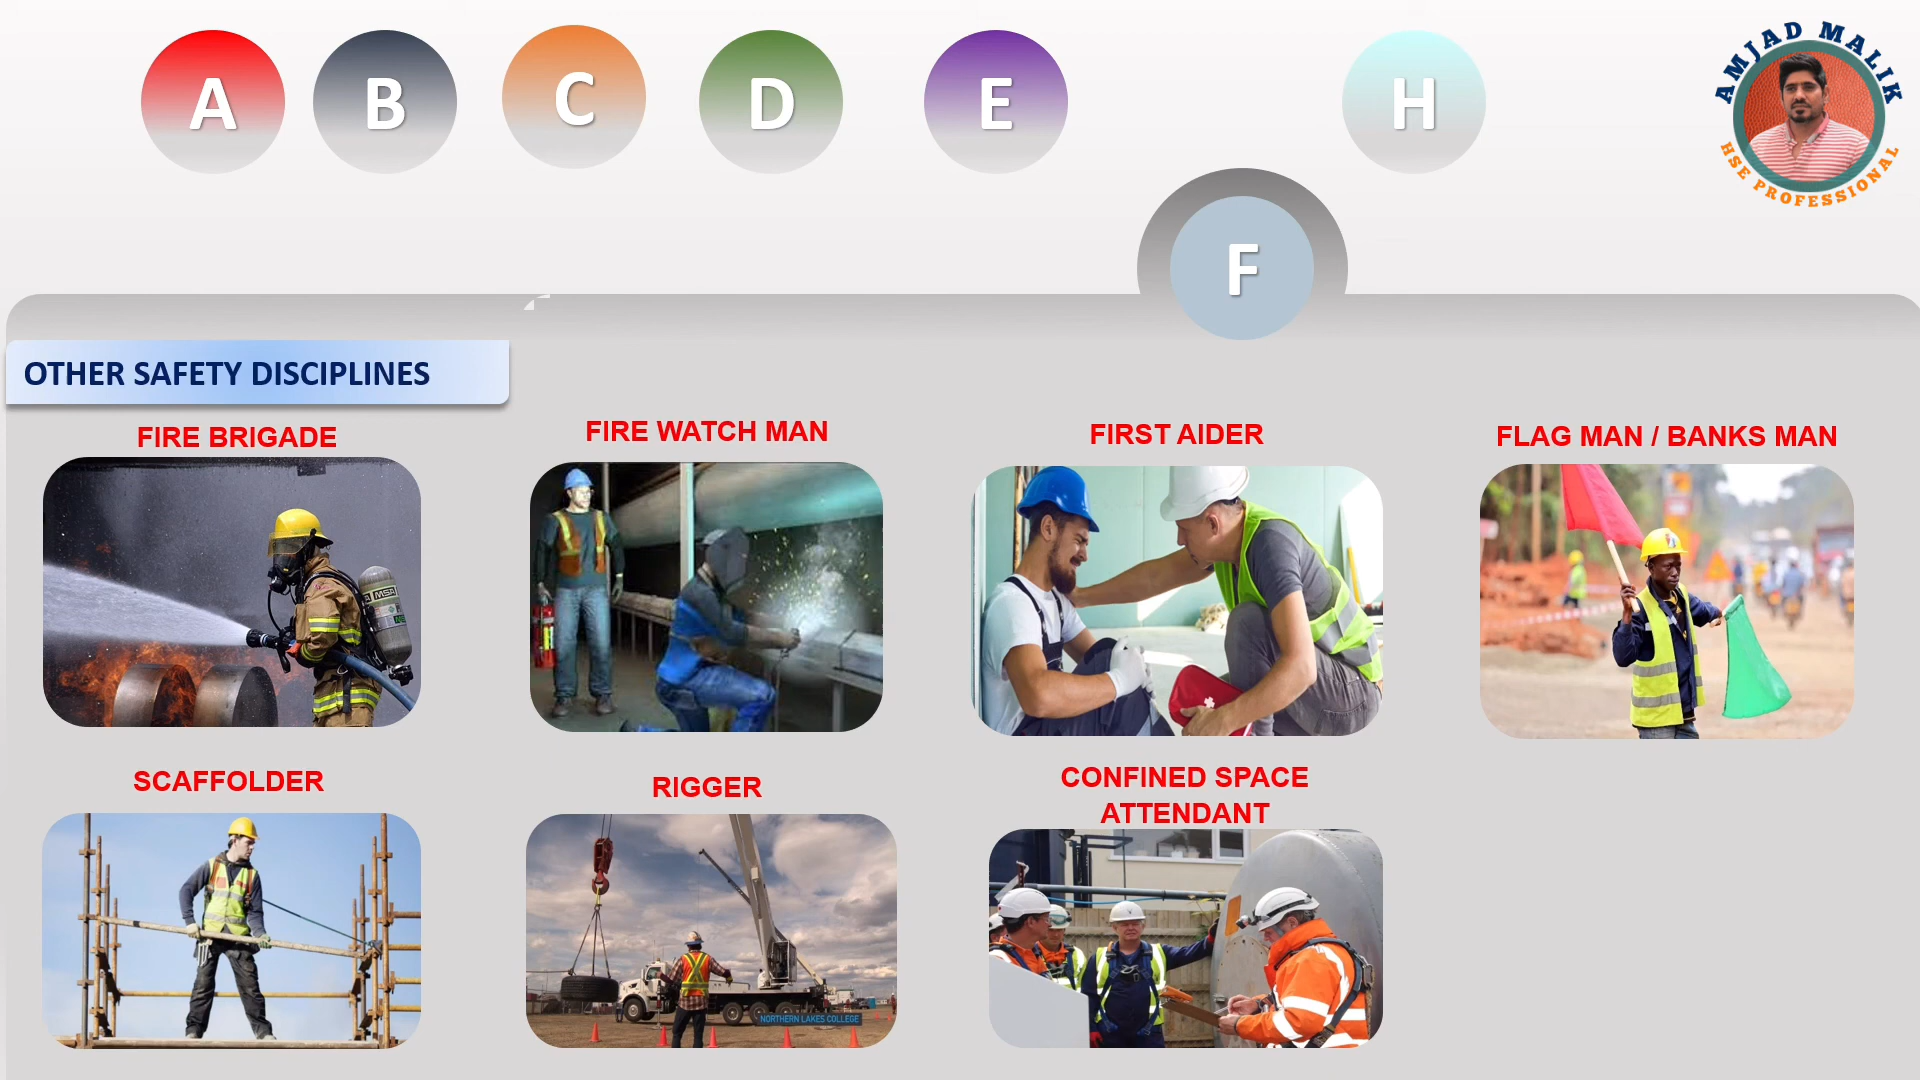 A
B
C
D
E
H
AMJAD MALIK
HSE PROFESSIONAL
F
OTHER SAFETY DISCIPLINES
FIRE BRIGADE
FIRE WATCH MAN
FIRST AIDER
FLAG MAN / BANKS MAN
MSA
SCAFFOLDER
RIGGER
CONFINED SPACE
ATTENDANT
NORTHERN LAKES COLLEGE